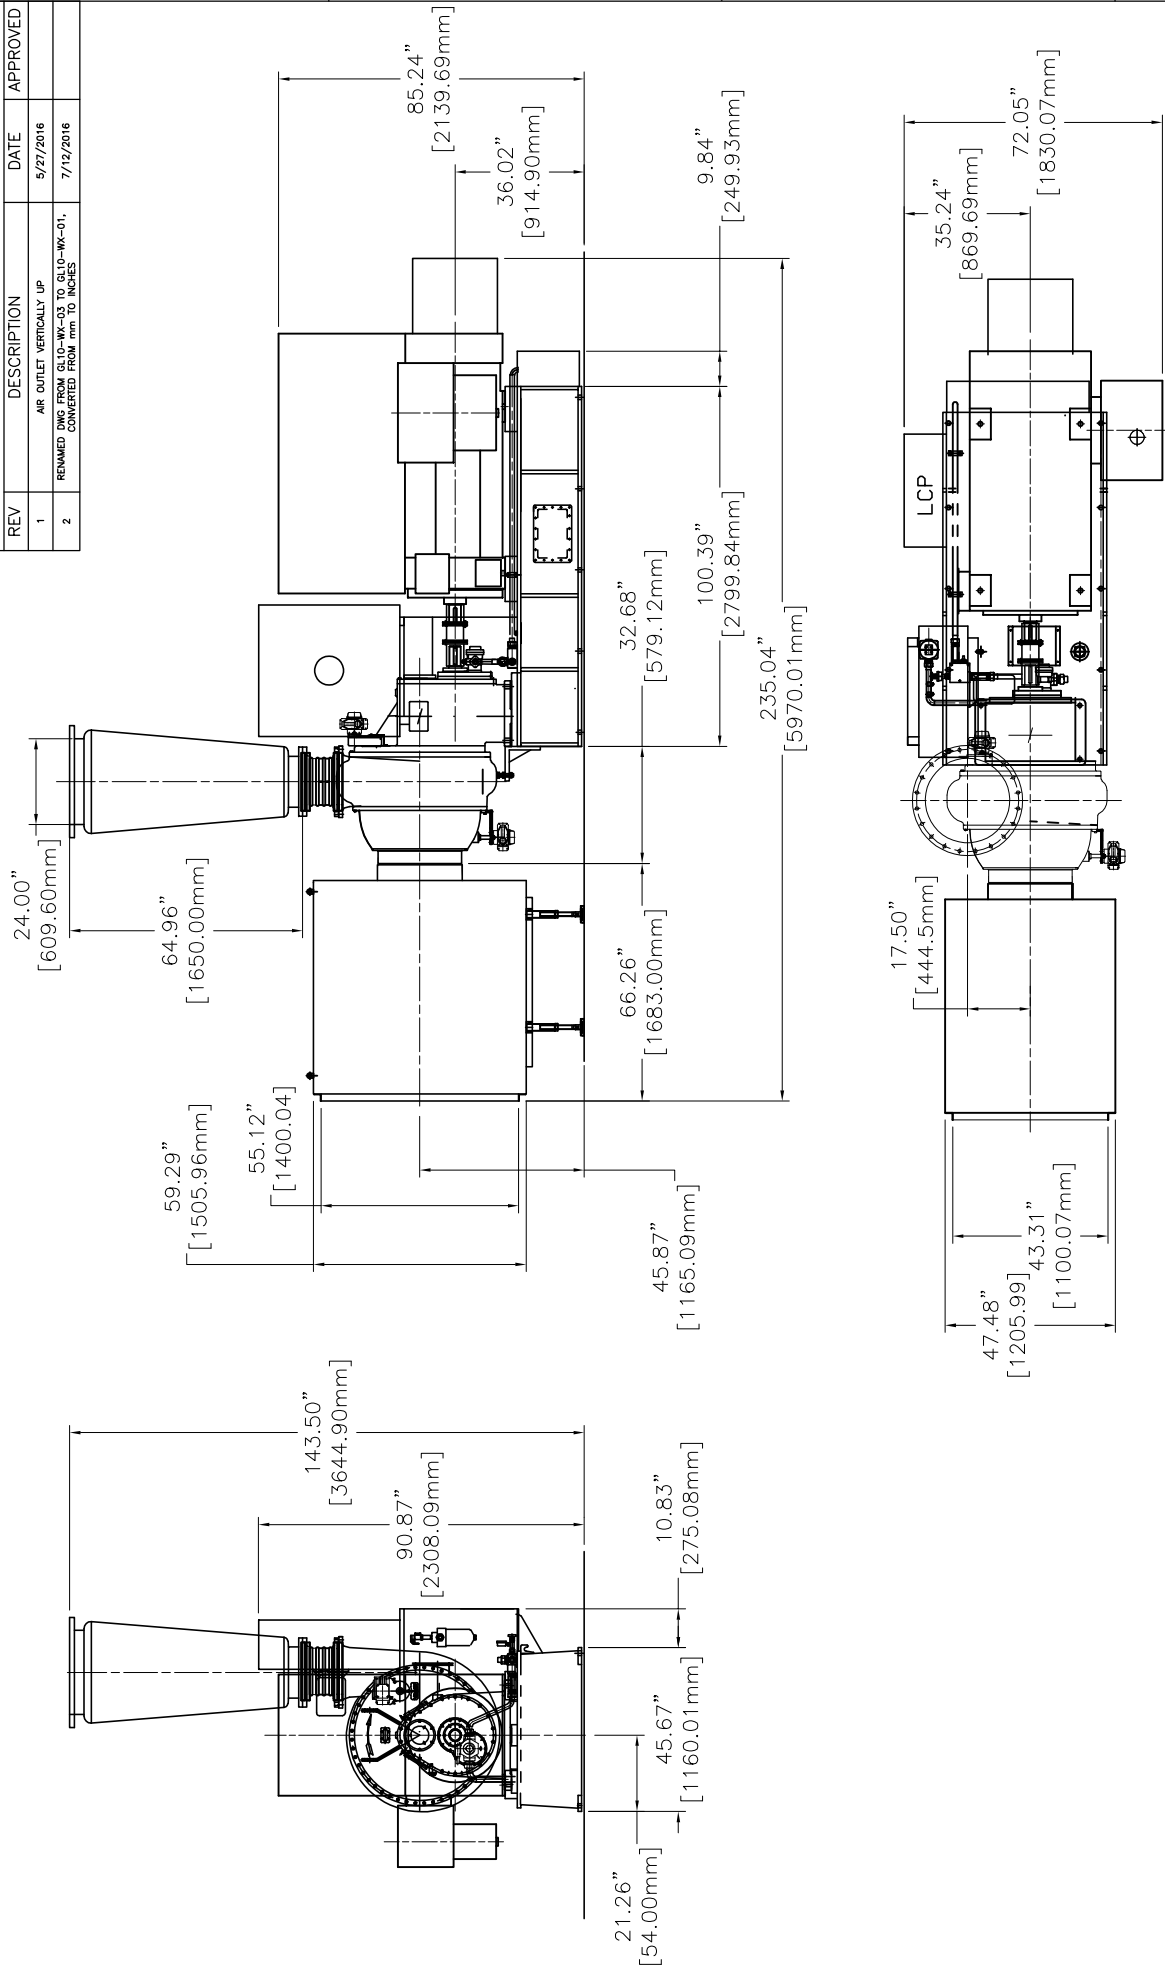 REV DESCRIPTION DATE APPROVED
1 AIR OUTLET VERTICALLY UP 5/27/2016
2 RENAMED DWG FROM GL10-WX-03 TO GL10-WX-01, 7/12/2016
CONVERTED FROM mm TO INCHES
143.50”
[3644.90mm]
90.87”
[2308.09mm]
21.26”
[54.00mm]
45.67”
[1160.01mm]
10.83”
[275.08mm]
24.00”
[609.60mm]
64.96”
[1650.00mm]
59.29”
[1505.96mm]
55.12”
[1400.04]
45.87”
[1165.09mm]
66.26”
[1683.00mm]
32.68”
[579.12mm]
100.39”
[2799.84mm]
235.04”
[5970.01mm]
85.24”
[2139.69mm]
36.02”
[914.90mm]
9.84”
[249.93mm]
47.48”
[1205.99]
43.31”
[1100.07mm]
17.50”
[444.5mm]
LCP
35.24”
[869.69mm]
72.05”
[1830.07mm]